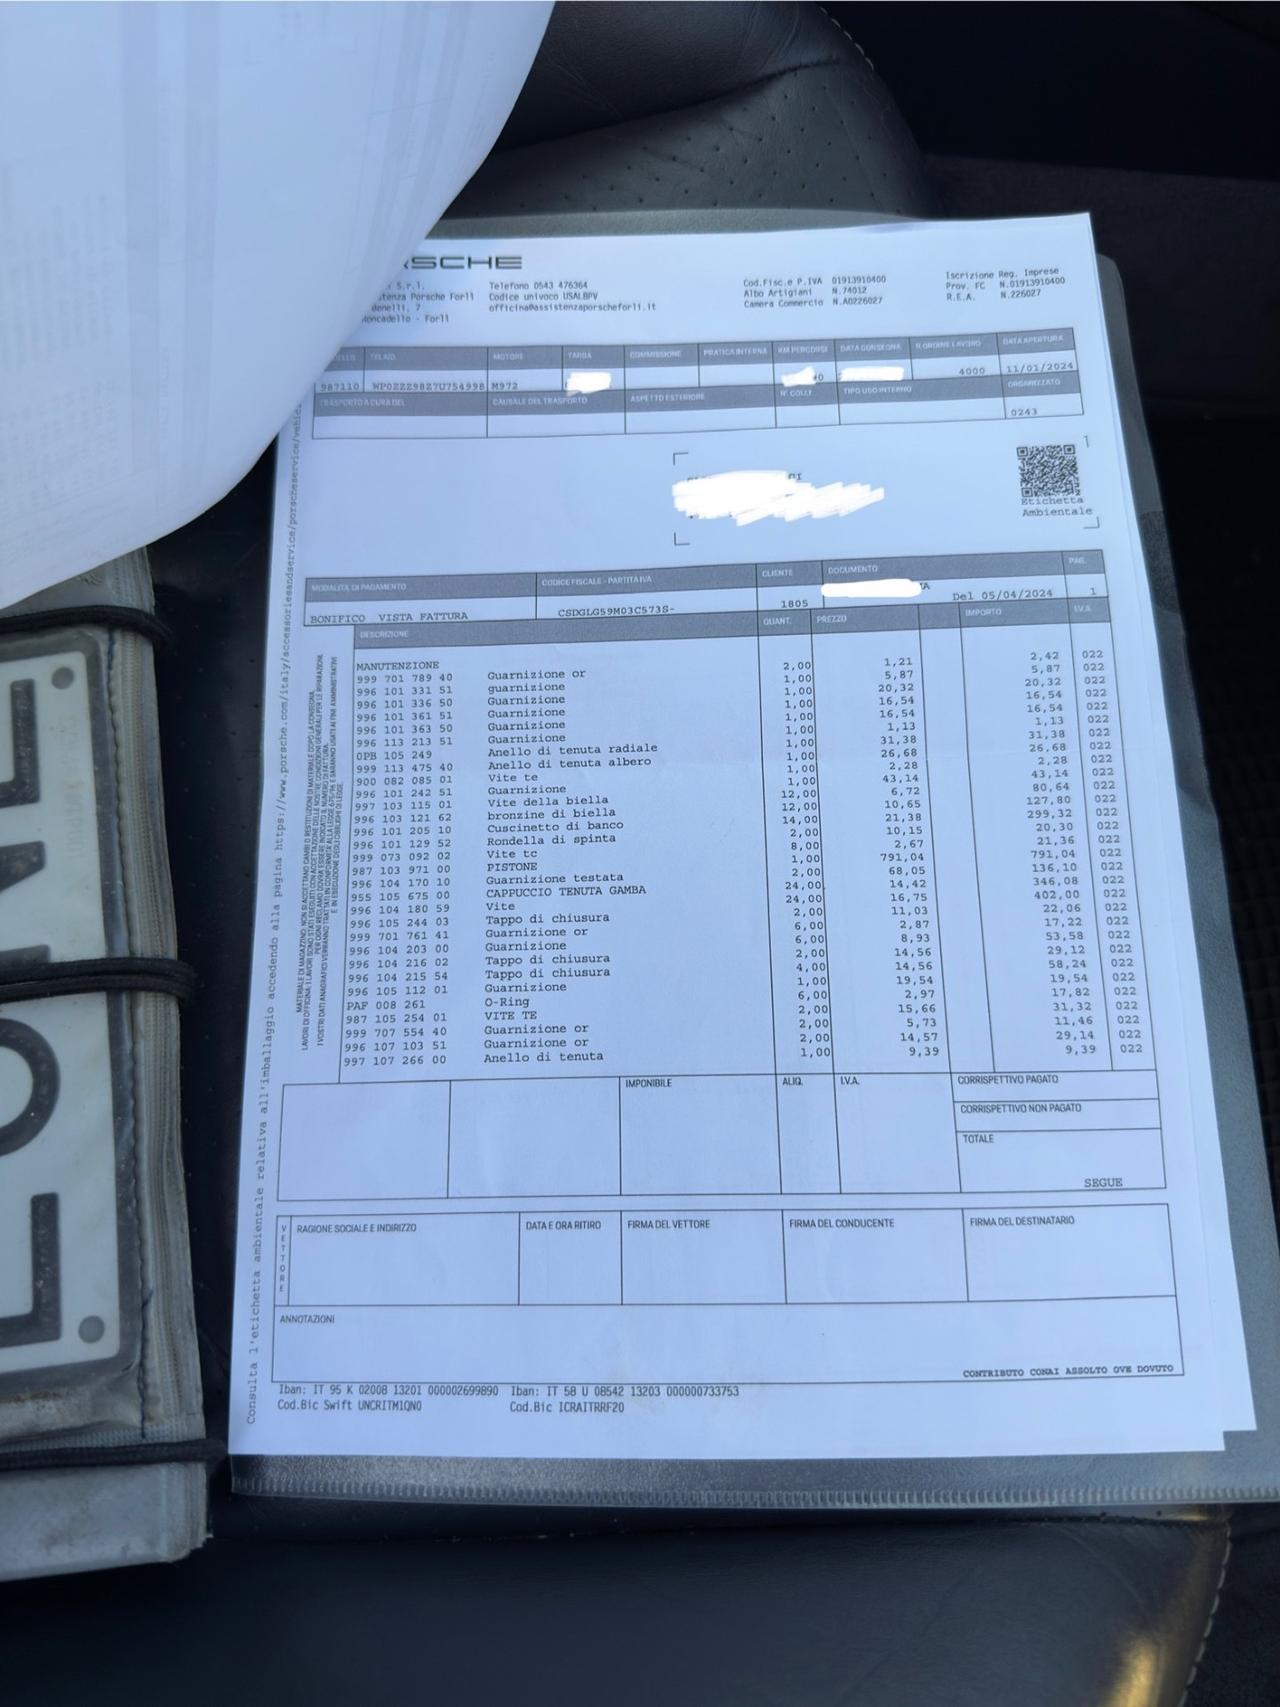 RSCHE
S.r.l.
stenza Porsche Forlì
denelli, 7
oncadello - Forlì
Telefono 0543 476364
Codice univoco USAL8PV
officina@assistenzaporscheforli.it
Cod.Fisc.e P.IVA 01913910400
Albo Artigiani N.74012
Camera Commercio N.A0226027
Iscrizione Reg. Imprese
Prov. FC N.01913910400
R.E.A. N.226027
TELAIO MOTORE TARGA COMMISSIONE PRATICA INTERNA KM PERCORSI DATA CONSEGNA N.ORDINE LAVORO DATA APERTURA
987110 WP0ZZZ98Z7U754998 M972 4000 11/01/2024
TRASPORTO A CURA DEL CAUSALE DEL TRASPORTO ASPETTO ESTERIORE N° COLLI TIPO USO INTERNO ORGANIZZATO
0243
Etichetta
Ambientale
MODALITÀ DI PAGAMENTO CODICE FISCALE - PARTITA IVA CLIENTE DOCUMENTO PAG.
BONIFICO VISTA FATTURA CSDGLG59M03C573S- 1805 Del 05/04/2024 1
DESCRIZIONE QUANT. PREZZO IMPORTO I.V.A.
MANUTENZIONE
999 701 789 40 Guarnizione or 2,00 1,21 2,42 022
996 101 331 51 guarnizione 1,00 5,87 5,87 022
996 101 336 50 Guarnizione 1,00 20,32 20,32 022
996 101 361 51 Guarnizione 1,00 16,54 16,54 022
996 101 363 50 Guarnizione 1,00 16,54 16,54 022
996 113 213 51 Guarnizione 1,00 1,13 1,13 022
0PB 105 249 Anello di tenuta radiale 1,00 31,38 31,38 022
999 113 475 40 Anello di tenuta albero 1,00 26,68 26,68 022
900 082 085 01 Vite te 1,00 2,28 2,28 022
996 101 242 51 Guarnizione 1,00 43,14 43,14 022
997 103 115 01 Vite della biella 12,00 6,72 80,64 022
996 103 121 62 bronzine di biella 12,00 10,65 127,80 022
996 101 205 10 Cuscinetto di banco 14,00 21,38 299,32 022
996 101 129 52 Rondella di spinta 2,00 10,15 20,30 022
999 073 092 02 Vite tc 8,00 2,67 21,36 022
987 103 971 00 PISTONE 1,00 791,04 791,04 022
996 104 170 10 Guarnizione testata 2,00 68,05 136,10 022
955 105 675 00 CAPPUCCIO TENUTA GAMBA 24,00 14,42 346,08 022
996 104 180 59 Vite 24,00 16,75 402,00 022
996 105 244 03 Tappo di chiusura 2,00 11,03 22,06 022
999 701 761 41 Guarnizione or 6,00 2,87 17,22 022
996 104 203 00 Guarnizione 6,00 8,93 53,58 022
996 104 216 02 Tappo di chiusura 2,00 14,56 29,12 022
996 104 215 54 Tappo di chiusura 4,00 14,56 58,24 022
996 105 112 01 Guarnizione 1,00 19,54 19,54 022
PAF 008 261 O-Ring 6,00 2,97 17,82 022
987 105 254 01 VITE TE 2,00 15,66 31,32 022
999 707 554 40 Guarnizione or 2,00 5,73 11,46 022
996 107 103 51 Guarnizione or 2,00 14,57 29,14 022
997 107 266 00 Anello di tenuta 1,00 9,39 9,39 022
IMPONIBILE ALIQ. I.V.A. CORRISPETTIVO PAGATO
CORRISPETTIVO NON PAGATO
TOTALE
SEGUE
VETTORE
RAGIONE SOCIALE E INDIRIZZO DATA E ORA RITIRO FIRMA DEL VETTORE FIRMA DEL CONDUCENTE FIRMA DEL DESTINATARIO
ANNOTAZIONI
CONTRIBUTO CONAI ASSOLTO OVE DOVUTO
Iban: IT 95 K 02008 13201 000002699890 Iban: IT 58 U 08542 13203 000000733753
Cod.Bic Swift UNCRITM1QN0 Cod.Bic ICRAITRRF20
Consulta l'etichetta ambientale relativa all'imballaggio accedendo alla pagina https://www.porsche.com/italy/accessoriesandservice/porscheservice/vehic